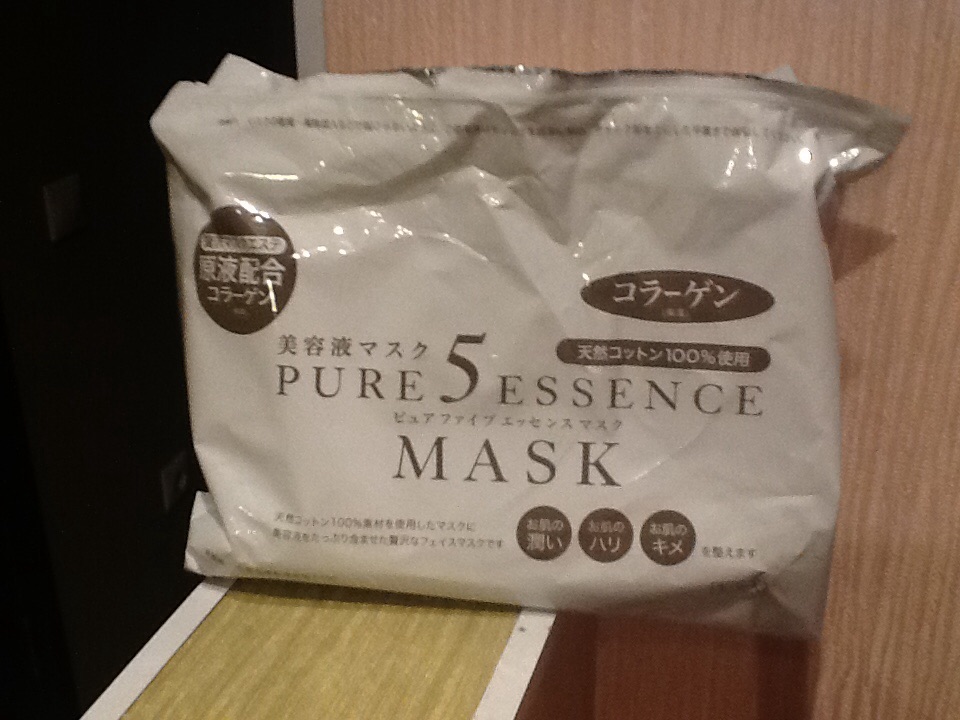 原液配合
コラーゲン
コラーゲン
天然コットン100%使用
美容液マスク
PURE 5 ESSENCE
ピュアファイブエッセンスマスク
MASK
天然コットン100%素材を使用したマスクに
美容液をたっぷり含ませた贅沢なフェイスマスクです
お肌の潤い
お肌のハリ
お肌のキメ
を整えます